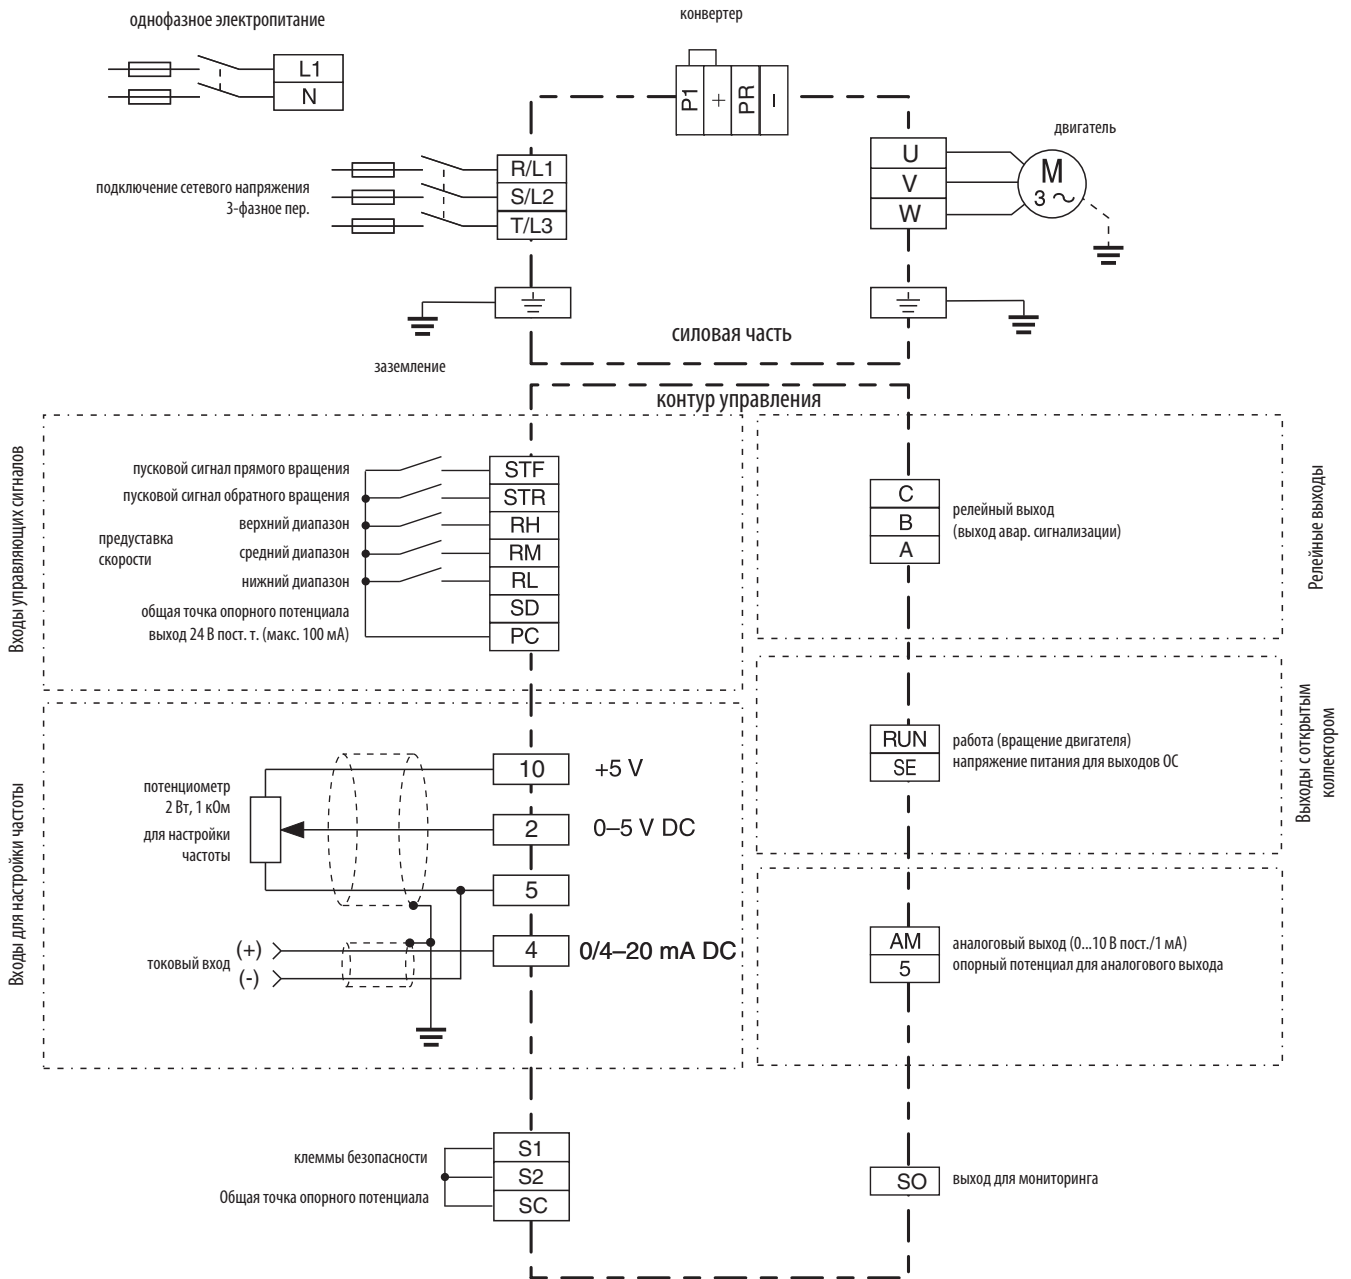 однофазное электропитание
L1
N
конвертер
P1
+
PR
–
подключение сетевого напряжения
3-фазное пер.
R/L1
S/L2
T/L3
двигатель
U
V
W
M
3 ~
заземление
силовая часть
контур управления
Входы управляющих сигналов
пусковой сигнал прямого вращения
STF
пусковой сигнал обратного вращения
STR
предуставка
скорости
верхний диапазон
RH
средний диапазон
RM
нижний диапазон
RL
общая точка опорного потенциала
SD
выход 24 В пост. т. (макс. 100 мА)
PC
Релейные выходы
C
B
A
релейный выход
(выход авар. сигнализации)
Выходы с открытым
коллектором
RUN
SE
работа (вращение двигателя)
напряжение питания для выходов ОС
Входы для настройки частоты
потенциометр
2 Вт, 1 кОм
для настройки
частоты
10
+5 V
2
0–5 V DC
5
токовый вход
(+)
(-)
4
0/4–20 mA DC
AM
5
аналоговый выход (0...10 В пост./1 мА)
опорный потенциал для аналогового выхода
клеммы безопасности
Общая точка опорного потенциала
S1
S2
SC
SO
выход для мониторинга